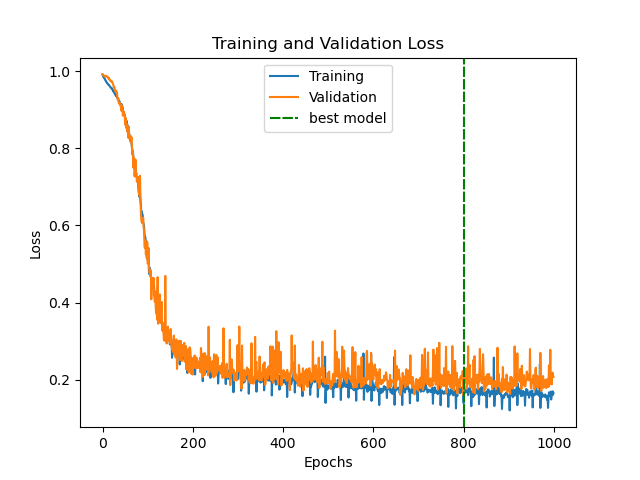 Training and Validation Loss
Training
Validation
best model
Loss
1.0
0.8
0.6
0.4
0.2
0
200
400
600
800
1000
Epochs